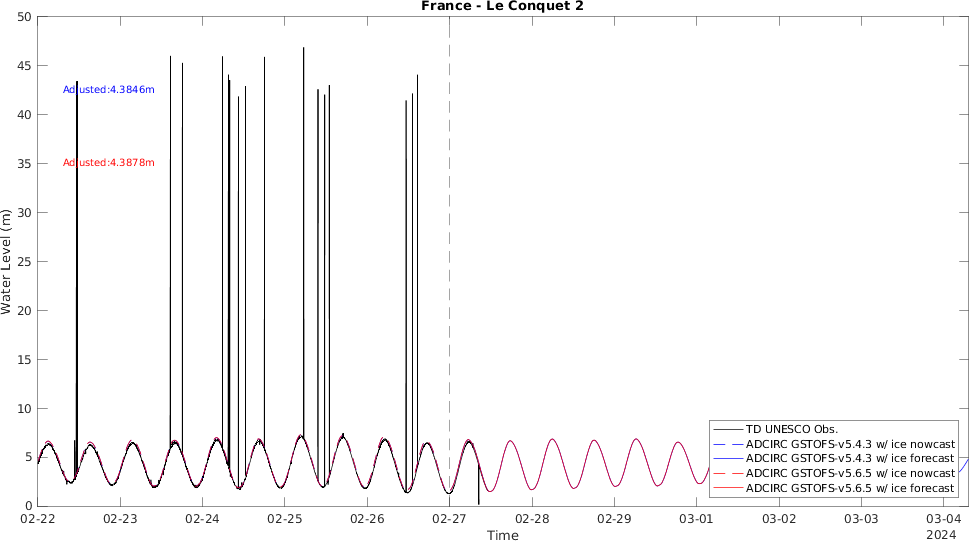 France - Le Conquet 2
50
45
40
35
30
25
20
15
10
5
0
Water Level (m)
Adjusted:4.3846m
Adjusted:4.3878m
TD UNESCO Obs.
ADCIRC GSTOFS-v5.4.3 w/ ice nowcast
ADCIRC GSTOFS-v5.4.3 w/ ice forecast
ADCIRC GSTOFS-v5.6.5 w/ ice nowcast
ADCIRC GSTOFS-v5.6.5 w/ ice forecast
02-22 02-23 02-24 02-25 02-26 02-27 02-28 02-29 03-01 03-02 03-03 03-04
2024
Time